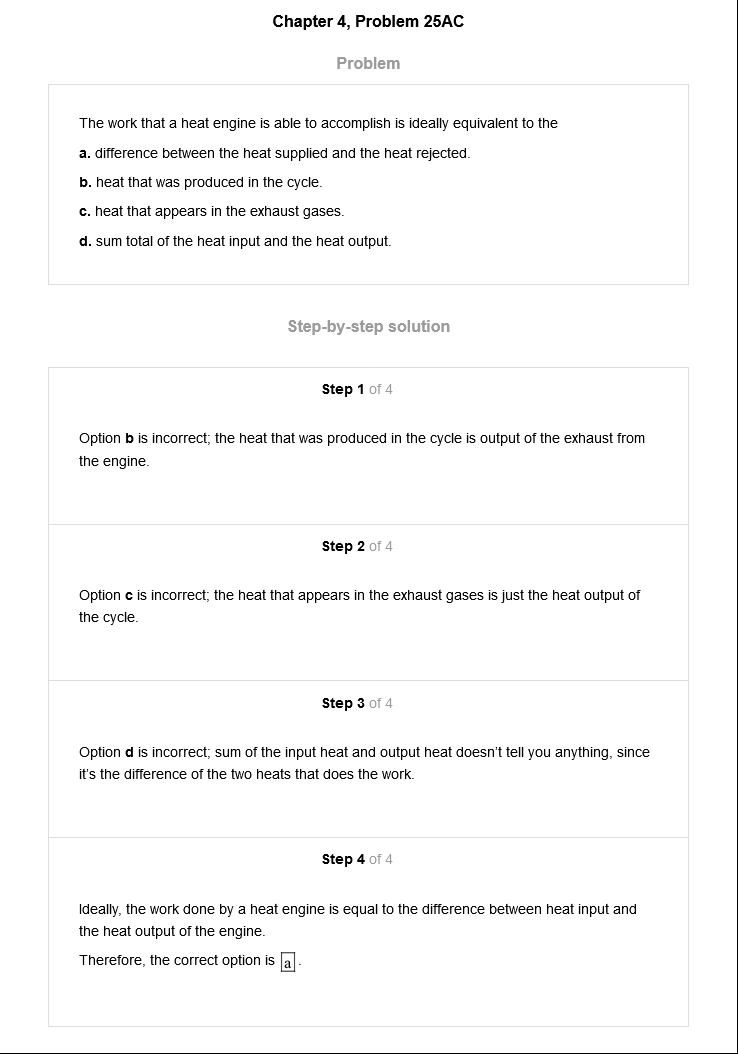 Chapter 4, Problem 25AC
Problem
The work that a heat engine is able to accomplish is ideally equivalent to the
a. difference between the heat supplied and the heat rejected.
b. heat that was produced in the cycle.
c. heat that appears in the exhaust gases.
d. sum total of the heat input and the heat output.
Step-by-step solution
Step 1 of 4
Option b is incorrect; the heat that was produced in the cycle is output of the exhaust from
the engine.
Step 2 of 4
Option c is incorrect; the heat that appears in the exhaust gases is just the heat output of
the cycle.
Step 3 of 4
Option d is incorrect; sum of the input heat and output heat doesn't tell you anything, since
it's the difference of the two heats that does the work.
Step 4 of 4
Ideally, the work done by a heat engine is equal to the difference between heat input and
the heat output of the engine.
Therefore, the correct option is a.